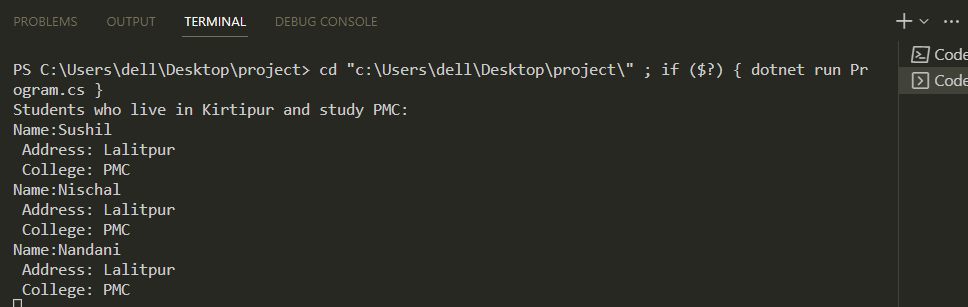 PROBLEMS OUTPUT TERMINAL DEBUG CONSOLE
PS C:\Users\dell\Desktop\project> cd "c:\Users\dell\Desktop\project\" ; if ($?) { dotnet run Pr
ogram.cs }
Students who live in Kirtipur and study PMC:
Name:Sushil
 Address: Lalitpur
 College: PMC
Name:Nischal
 Address: Lalitpur
 College: PMC
Name:Nandani
 Address: Lalitpur
 College: PMC
Code
Code